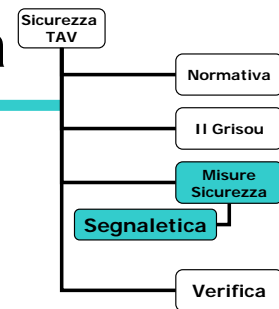 Sicurezza
TAV
a
Normativa
Il Grisou
Misure
Sicurezza
Segnaletica
Verifica